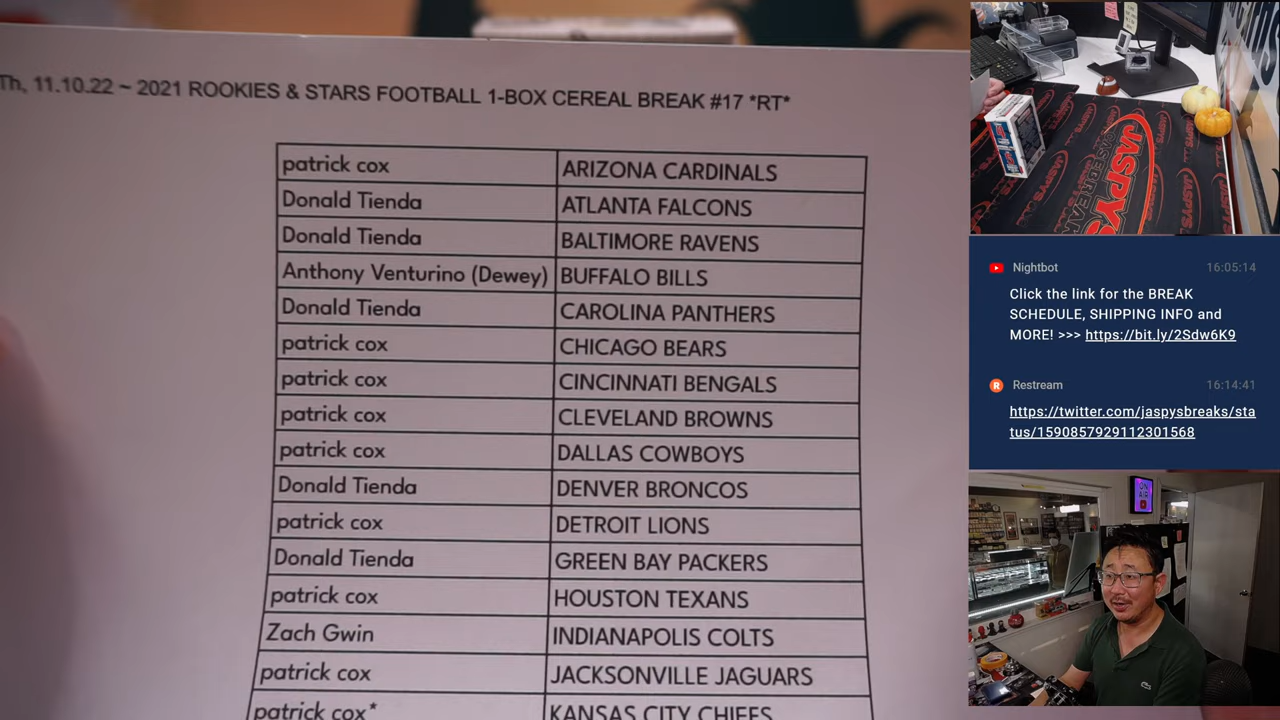 Th, 11.10.22 ~ 2021 ROOKIES & STARS FOOTBALL 1-BOX CEREAL BREAK #17 *RT*
patrick cox ARIZONA CARDINALS
Donald Tienda ATLANTA FALCONS
Donald Tienda BALTIMORE RAVENS
Anthony Venturino (Dewey) BUFFALO BILLS
Donald Tienda CAROLINA PANTHERS
patrick cox CHICAGO BEARS
patrick cox CINCINNATI BENGALS
patrick cox CLEVELAND BROWNS
patrick cox DALLAS COWBOYS
Donald Tienda DENVER BRONCOS
patrick cox DETROIT LIONS
Donald Tienda GREEN BAY PACKERS
patrick cox HOUSTON TEXANS
Zach Gwin INDIANAPOLIS COLTS
patrick cox JACKSONVILLE JAGUARS
patrick cox* KANSAS CITY CHIEFS
JASPYS
Nightbot 16:05:14
Click the link for the BREAK
SCHEDULE, SHIPPING INFO and
MORE! >>> https://bit.ly/2Sdw6K9
Restream 16:14:41
https://twitter.com/jaspysbreaks/sta
tus/1590857929112301568
ON
AIR